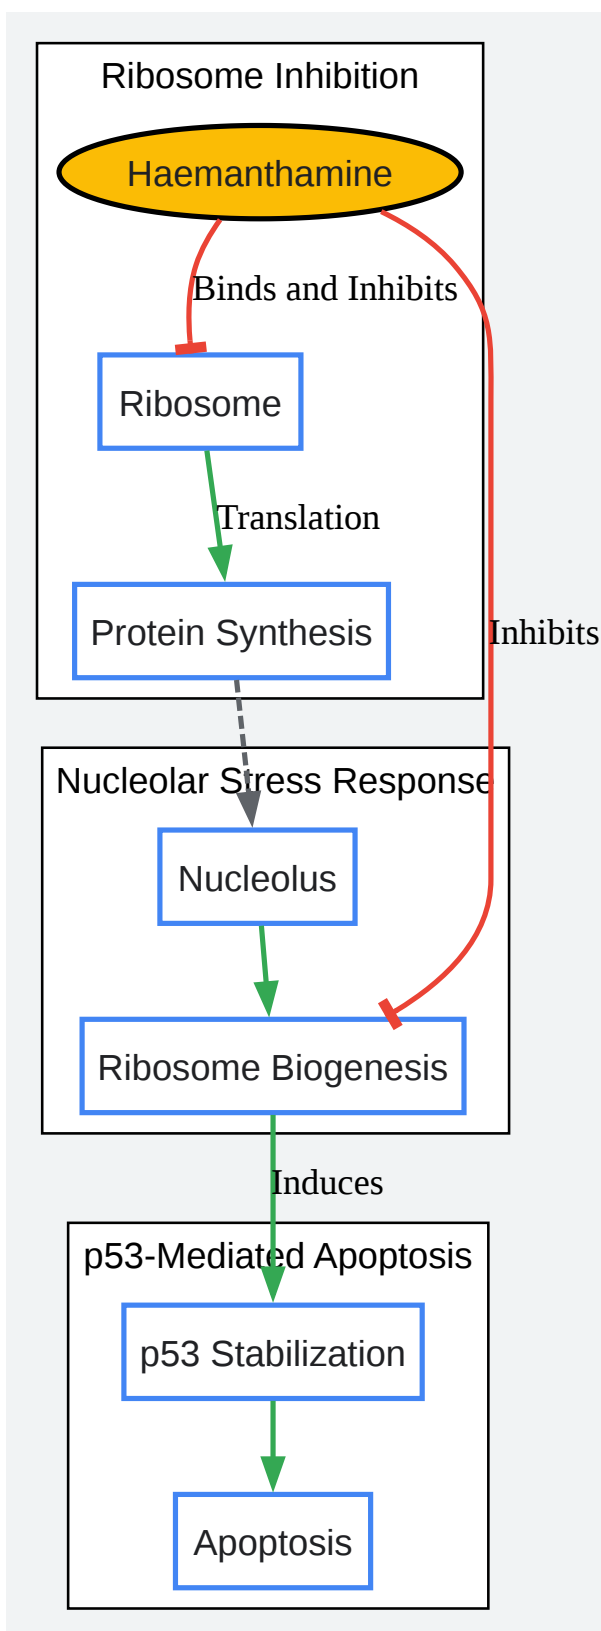 Ribosome Inhibition
Haemanthamine
Binds and Inhibits
Ribosome
Translation
Protein Synthesis
Inhibits
Nucleolar Stress Response
Nucleolus
Ribosome Biogenesis
Induces
p53-Mediated Apoptosis
p53 Stabilization
Apoptosis